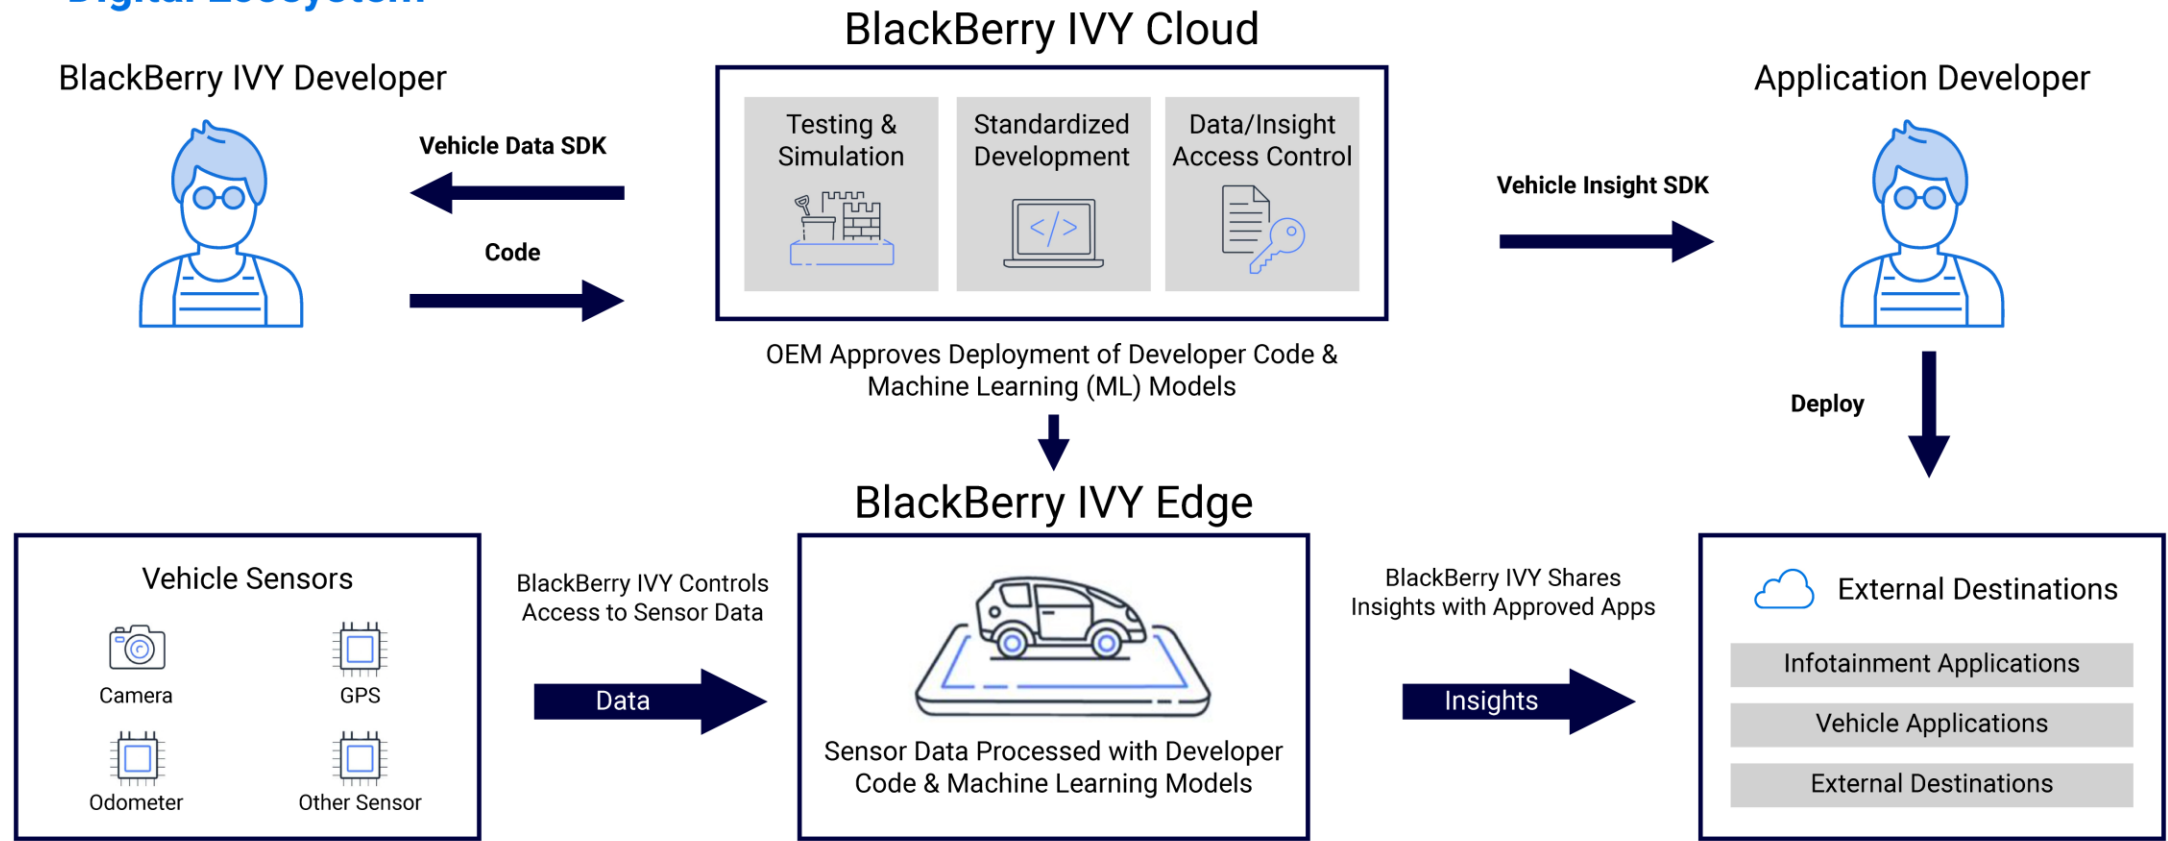 Digital Ecosystem
BlackBerry IVY Cloud
BlackBerry IVY Developer
Application Developer
Vehicle Data SDK
Code
Testing &
Simulation
Standardized
Development
Data/Insight
Access Control
</>
Vehicle Insight SDK
OEM Approves Deployment of Developer Code &
Machine Learning (ML) Models
Deploy
BlackBerry IVY Edge
Vehicle Sensors
Camera
GPS
Odometer
Other Sensor
BlackBerry IVY Controls
Access to Sensor Data
Data
Sensor Data Processed with Developer
Code & Machine Learning Models
BlackBerry IVY Shares
Insights with Approved Apps
Insights
External Destinations
Infotainment Applications
Vehicle Applications
External Destinations